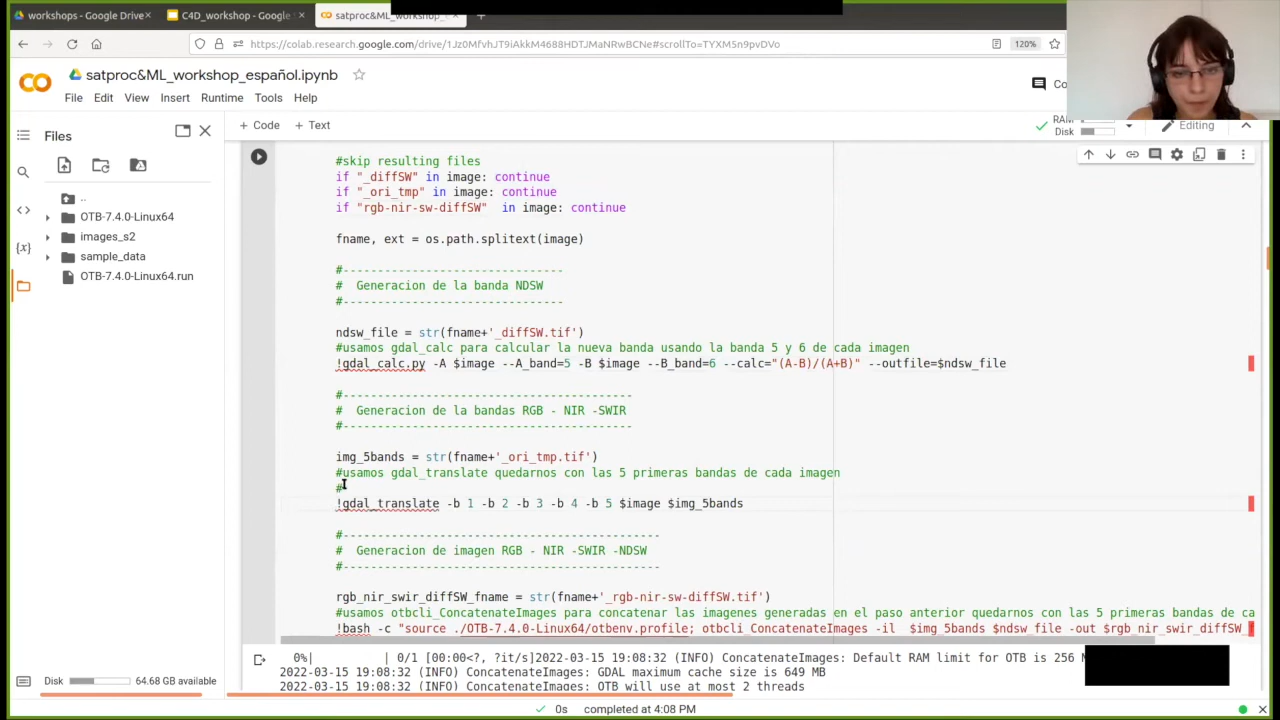 workshops - Google Drive
C4D_workshop - Google
satproc&ML_workshop_
https://colab.research.google.com/drive/1Jz0MfvhJT9iAkkM4688HDTJMaNRwBCNe#scrollTo=TYXM5n9pvDVo
120%
satproc&ML_workshop_español.ipynb
File Edit View Insert Runtime Tools Help
Co
Files
+ Code + Text
RAM
Disk
Editing
..
OTB-7.4.0-Linux64
images_s2
sample_data
OTB-7.4.0-Linux64.run
#skip resulting files
if "_diffSW" in image: continue
if "_ori_tmp" in image: continue
if "rgb-nir-sw-diffSW"  in image: continue
fname, ext = os.path.splitext(image)
#-----------------------------
#  Generacion de la banda NDSW
#-----------------------------
ndsw_file = str(fname+'_diffSW.tif')
#usamos gdal_calc para calcular la nueva banda usando la banda 5 y 6 de cada imagen
!gdal_calc.py -A $image --A_band=5 -B $image --B_band=6 --calc="(A-B)/(A+B)" --outfile=$ndsw_file
#-----------------------------------------
#  Generacion de la bandas RGB - NIR -SWIR
#-----------------------------------------
img_5bands = str(fname+'_ori_tmp.tif')
#usamos gdal_translate quedarnos con las 5 primeras bandas de cada imagen
#
!gdal_translate -b 1 -b 2 -b 3 -b 4 -b 5 $image $img_5bands
#---------------------------------------------
#  Generacion de imagen RGB - NIR -SWIR -NDSW
#---------------------------------------------
rgb_nir_swir_diffSW_fname = str(fname+'_rgb-nir-sw-diffSW.tif')
#usamos otbcli_ConcatenateImages para concatenar las imagenes generadas en el paso anterior quedarnos con las 5 primeras bandas de ca
!bash -c "source ./OTB-7.4.0-Linux64/otbenv.profile; otbcli_ConcatenateImages -il  $img_5bands $ndsw_file -out $rgb_nir_swir_diffSW_f
0%| | 0/1 [00:00<?, ?it/s]2022-03-15 19:08:32 (INFO) ConcatenateImages: Default RAM limit for OTB is 256 M
2022-03-15 19:08:32 (INFO) ConcatenateImages: GDAL maximum cache size is 649 MB
2022-03-15 19:08:32 (INFO) ConcatenateImages: OTB will use at most 2 threads
Disk 64.68 GB available
0s completed at 4:08 PM